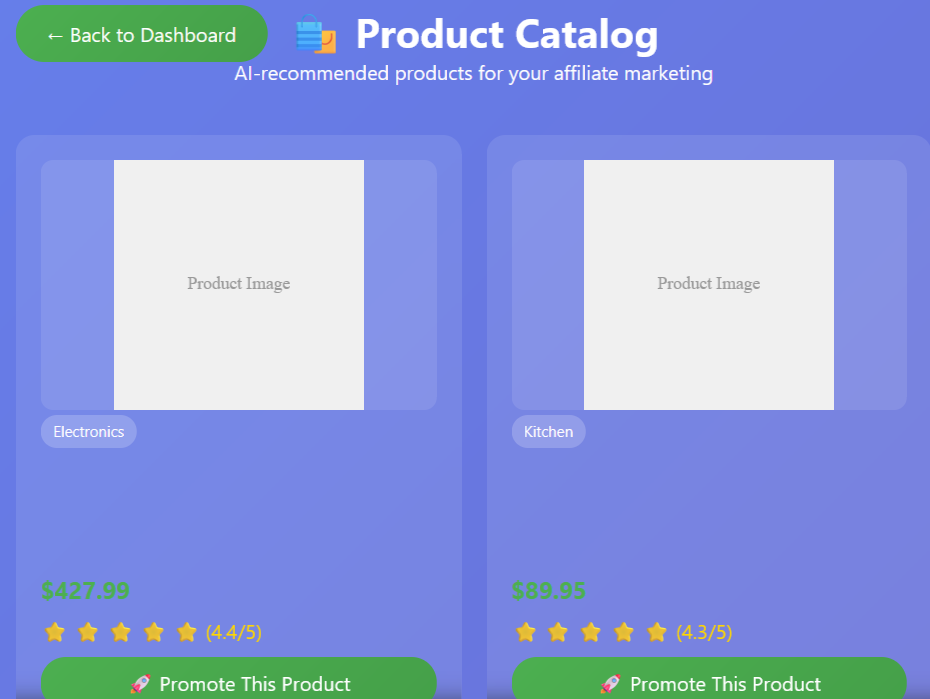 ← Back to Dashboard
🛍️ Product Catalog
AI-recommended products for your affiliate marketing
Product Image
Product Image
Electronics
Kitchen
$427.99
$89.95
⭐⭐⭐⭐⭐ (4.4/5)
⭐⭐⭐⭐⭐ (4.3/5)
🚀 Promote This Product
🚀 Promote This Product